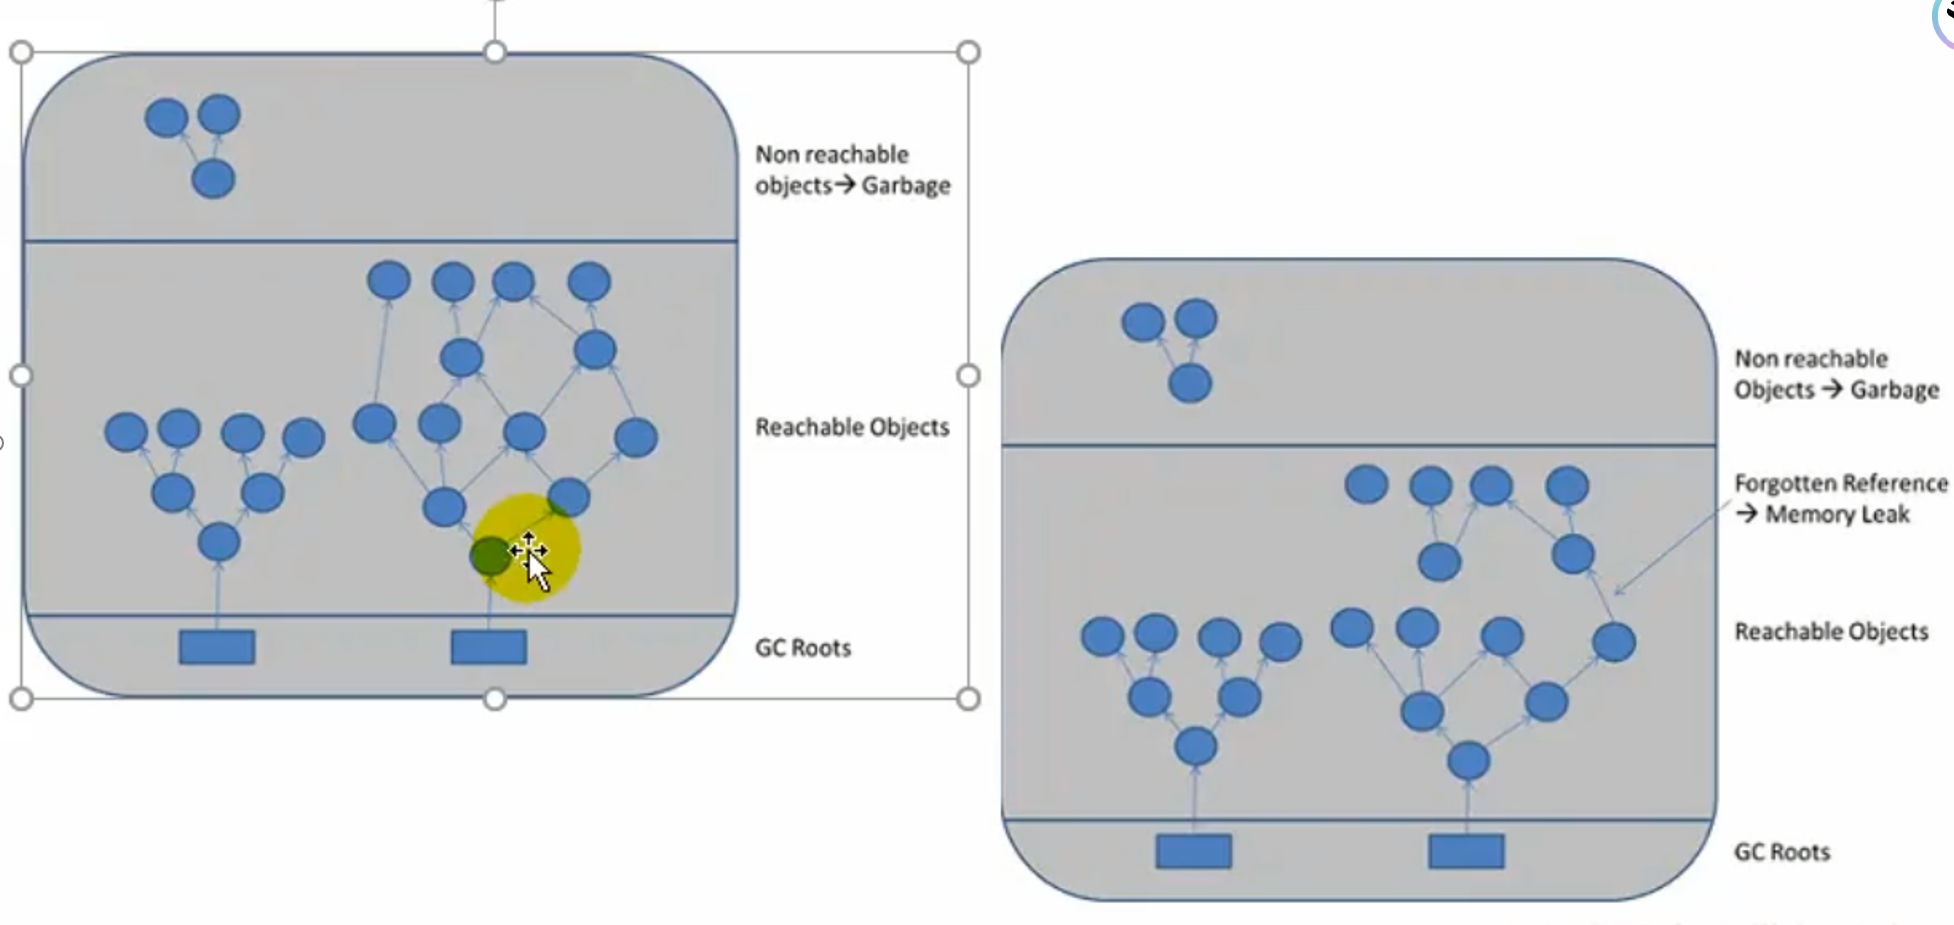 Non reachable
objects→ Garbage
Reachable Objects
GC Roots
Non reachable
Objects → Garbage
Forgotten Reference
→ Memory Leak
Reachable Objects
GC Roots